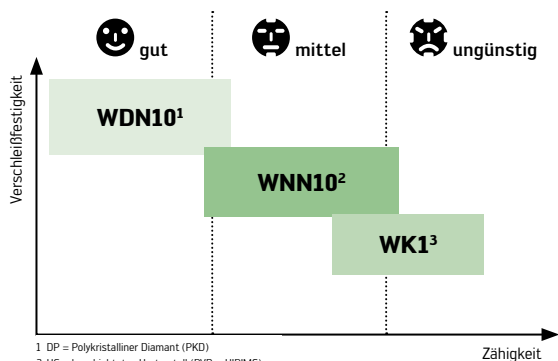 gut
mittel
ungünstig
Verschleißfestigkeit
WDN10¹
WNN10²
WK1³
1 DP = Polykristalliner Diamant (PKD)
Zähigkeit